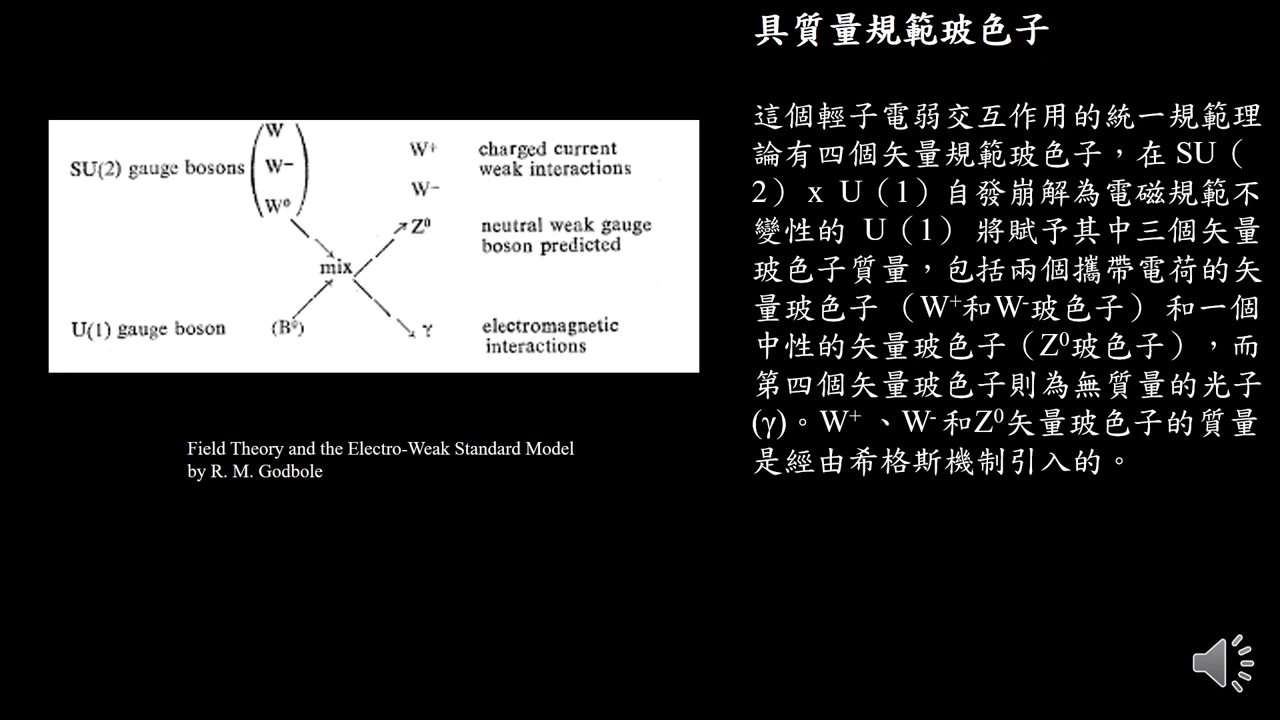 具質量規範玻色子
這個輕子電弱交互作用的統一規範理
論有四個矢量規範玻色子，在 SU（
2）x U（1）自發崩解為電磁規範不
變性的 U（1）將賦予其中三個矢量
玻色子質量，包括兩個攜帶電荷的矢
量玻色子（W⁺和W⁻玻色子）和一個
中性的矢量玻色子（Z⁰玻色子），而
第四個矢量玻色子則為無質量的光子
(γ)。W⁺ 、W⁻ 和Z⁰矢量玻色子的質量
是經由希格斯機制引入的。
W
SU(2) gauge bosons W−
W⁰
W⁺ charged current
weak interactions
W⁻
Z⁰ neutral weak gauge
boson predicted
mix
U(1) gauge boson (B⁰)
γ electromagnetic
interactions
Field Theory and the Electro-Weak Standard Model
by R. M. Godbole